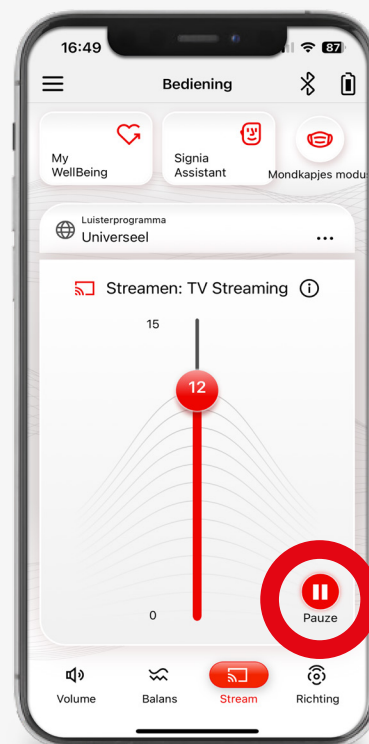 16:49
87
Bediening
My
WellBeing
Signia
Assistant
Mondkapjes modus
Luisterprogramma
Universeel
...
Streamen: TV Streaming
15
12
0
Pauze
Volume
Balans
Stream
Richting